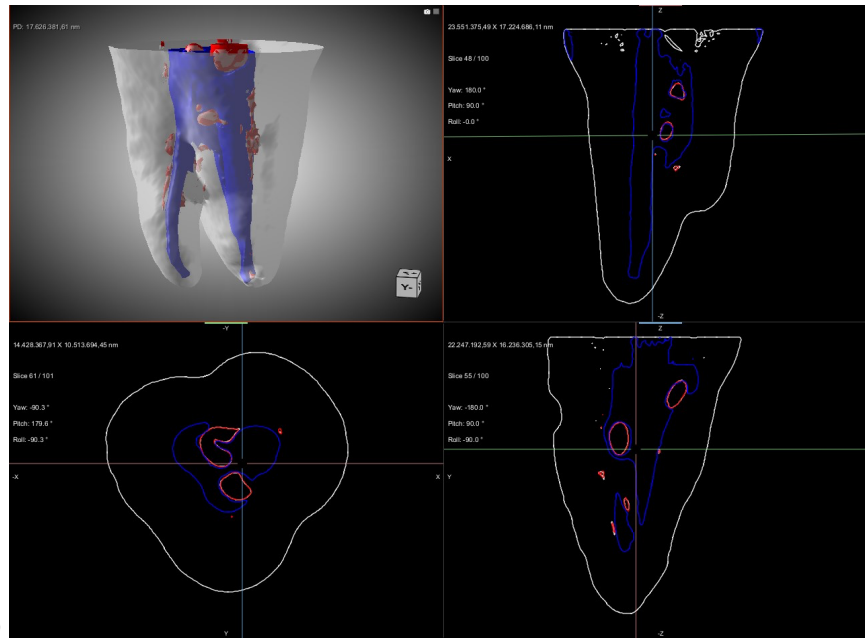 PD: 17.626.381,61 nm
Y-
Z
23.551.375,49 X 17.224.686,11 nm
Slice 48 / 100
Yaw: 180.0 °
Pitch: 90.0 °
Roll: -0.0 °
X
-Z
-Y
14.428.367,91 X 10.513.694,45 nm
Slice 61 / 101
Yaw: -90.3 °
Pitch: 179.6 °
Roll: -90.3 °
-X
X
Y
Z
22.247.192,59 X 16.236.305,15 nm
Slice 55 / 100
Yaw: -180.0 °
Pitch: 90.0 °
Roll: -90.0 °
Y
-Z